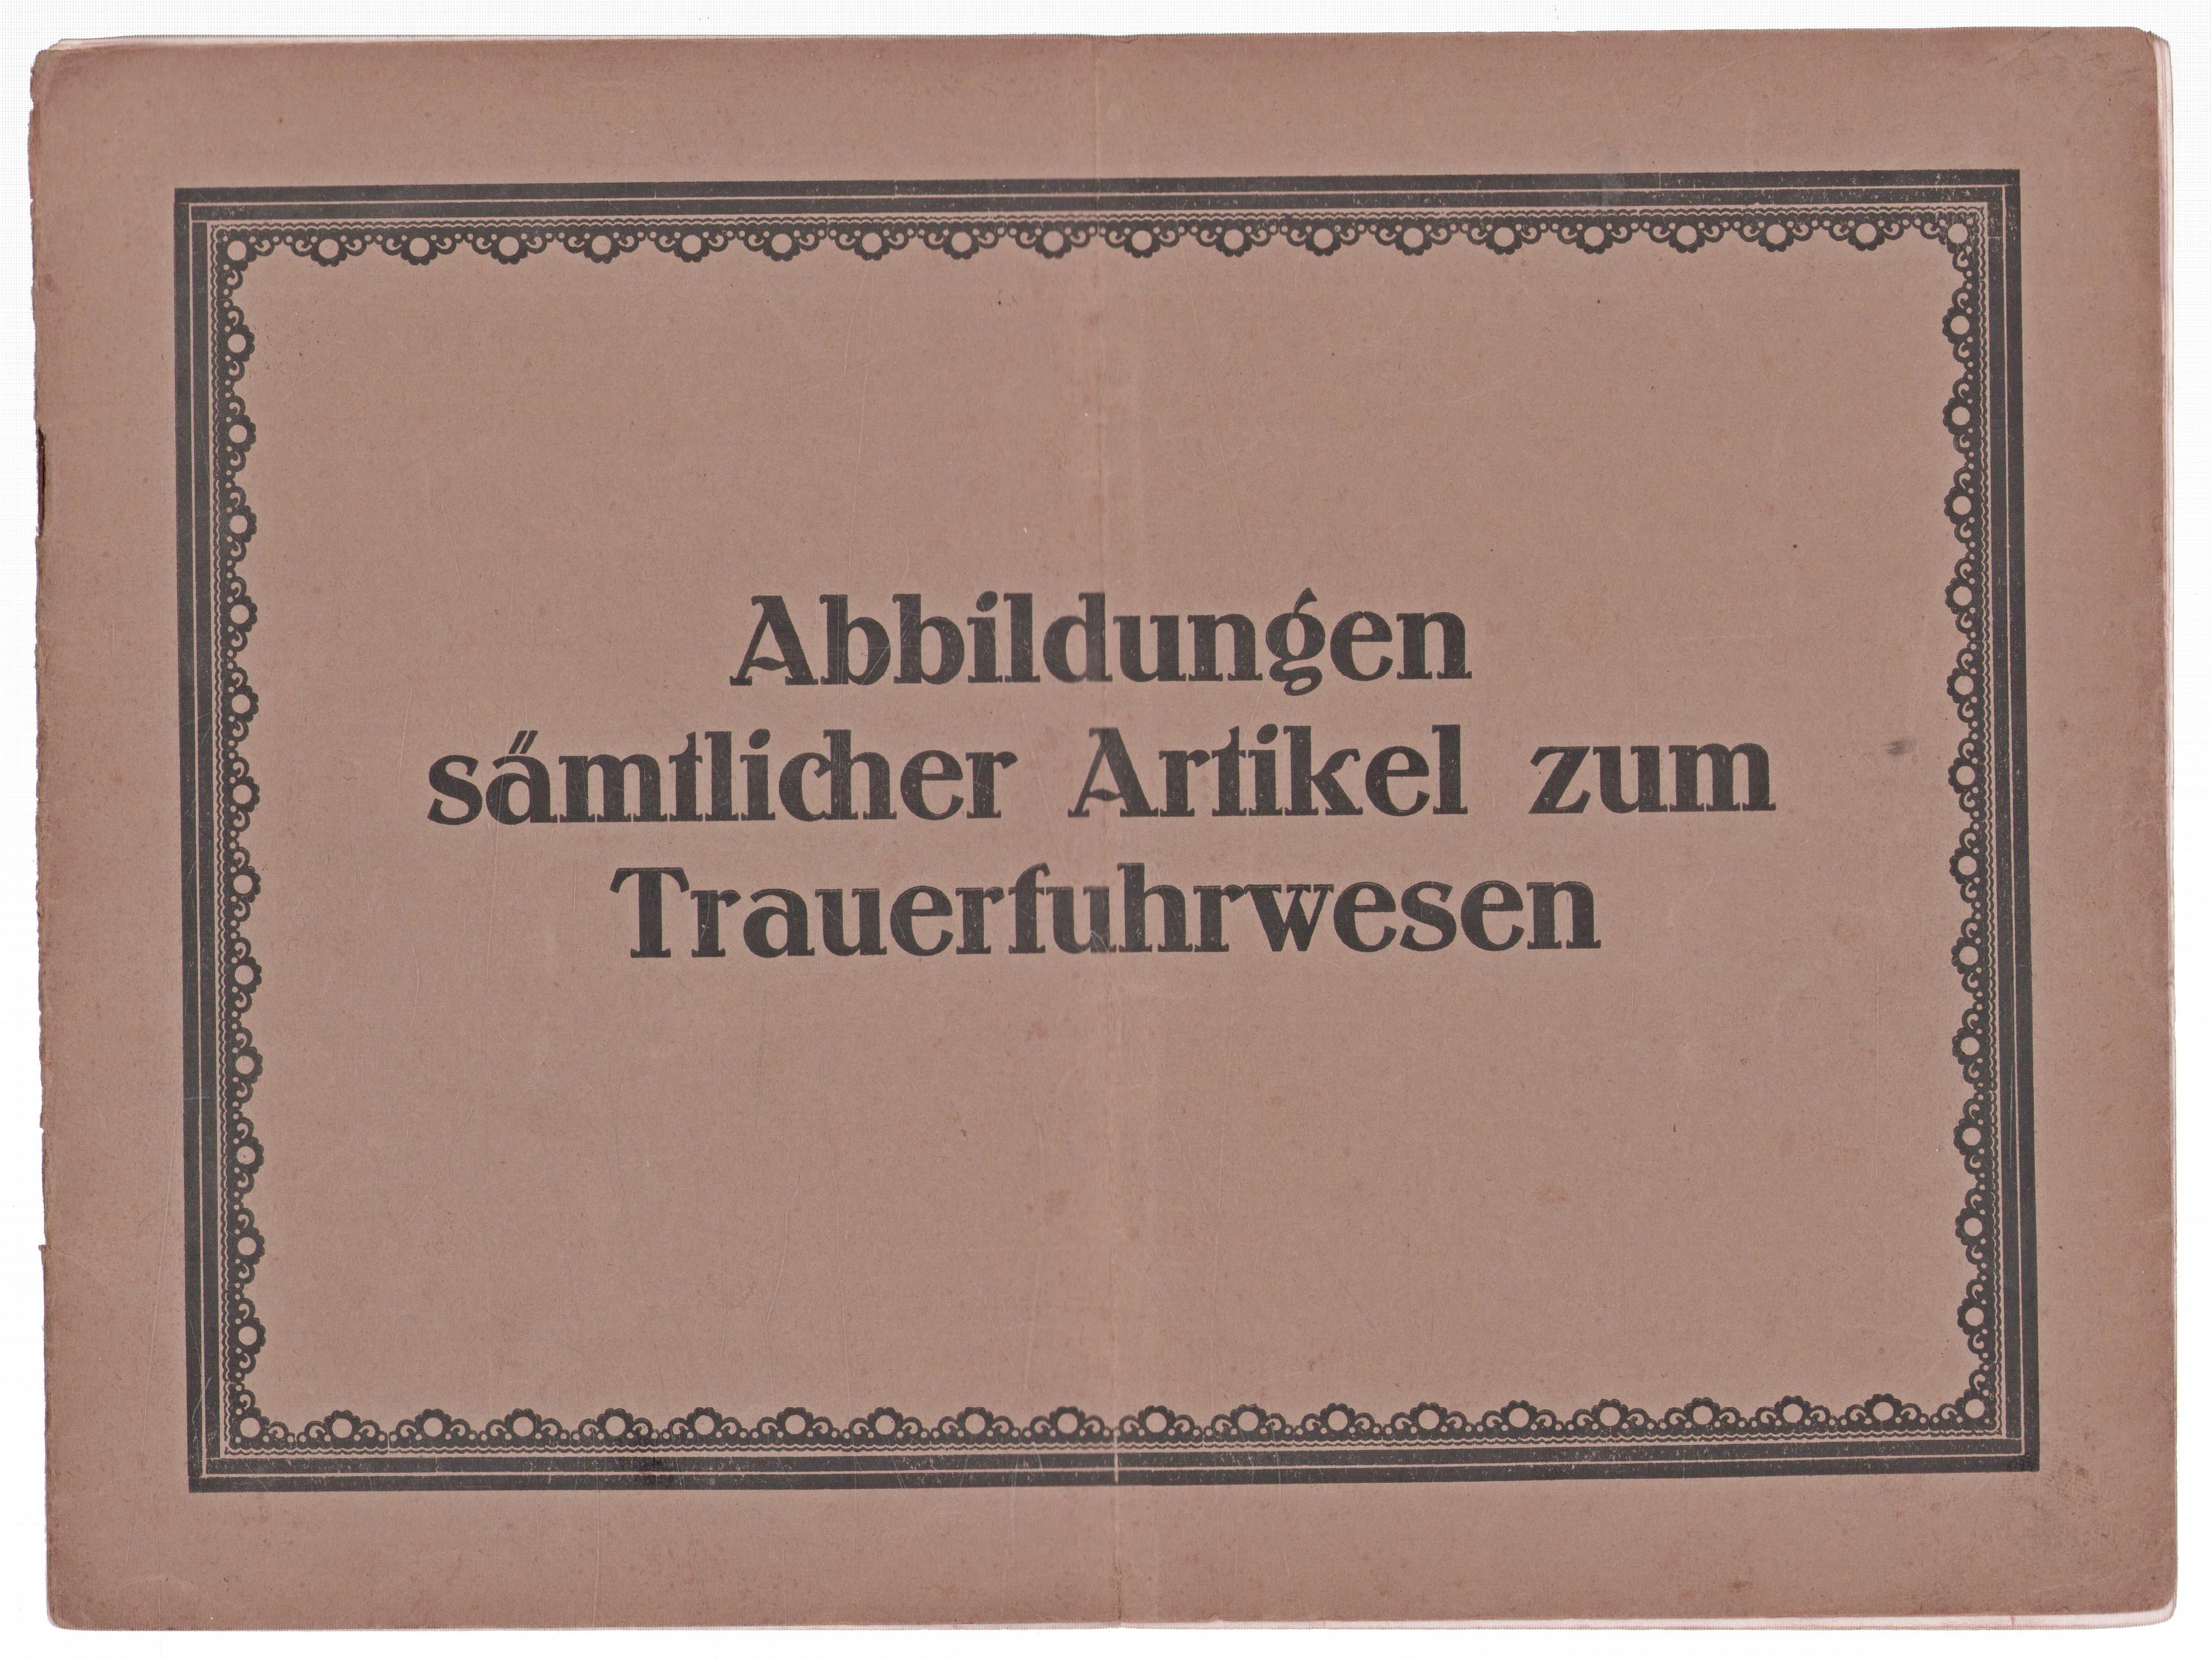 Abbildungen
sämtlicher Artikel zum
Trauerfuhrwesen